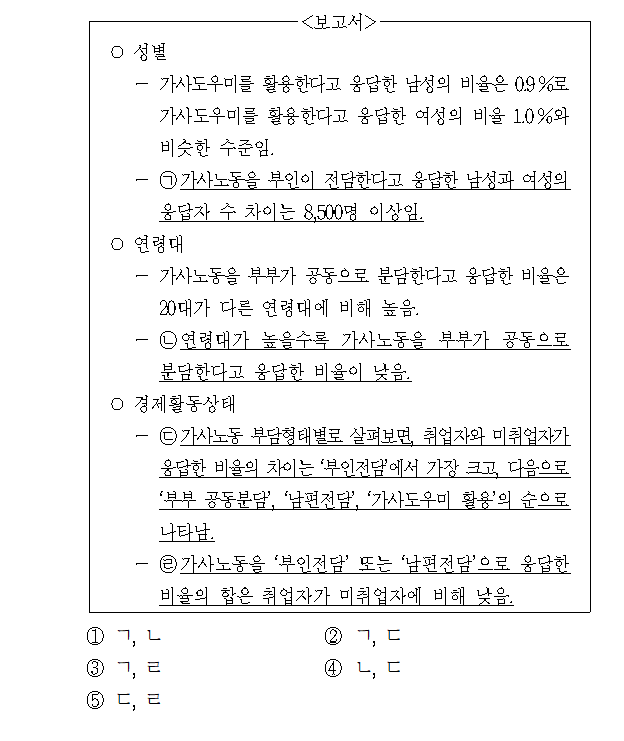 <보고서>
○ 성별
－ 가사도우미를 활용한다고 응답한 남성의 비율은 0.9%로
가사도우미를 활용한다고 응답한 여성의 비율 1.0%와
비슷한 수준임.
－ ㉠가사노동을 부인이 전담한다고 응답한 남성과 여성의
응답자 수 차이는 8,500명 이상임.
○ 연령대
－ 가사노동을 부부가 공동으로 분담한다고 응답한 비율은
20대가 다른 연령대에 비해 높음.
－ ㉡연령대가 높을수록 가사노동을 부부가 공동으로
분담한다고 응답한 비율이 낮음.
○ 경제활동상태
－ ㉢가사노동 부담형태별로 살펴보면, 취업자와 미취업자가
응답한 비율의 차이는 ‘부인전담’에서 가장 크고, 다음으로
‘부부 공동분담’, ‘남편전담’, ‘가사도우미 활용’의 순으로
나타남.
－ ㉣가사노동을 ‘부인전담’ 또는 ‘남편전담’으로 응답한
비율의 합은 취업자가 미취업자에 비해 낮음.
① ㄱ, ㄴ ② ㄱ, ㄷ
③ ㄱ, ㄹ ④ ㄴ, ㄷ
⑤ ㄷ, ㄹ